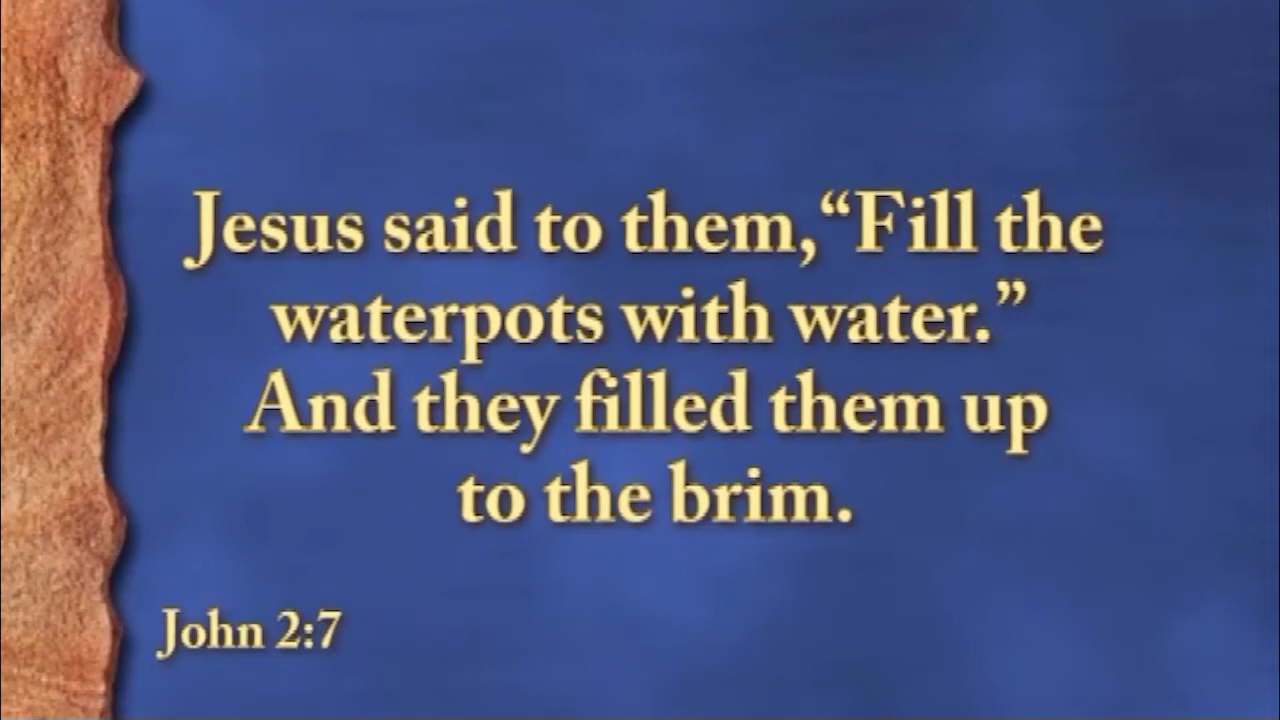 Jesus said to them, “Fill the
waterpots with water.”
And they filled them up
to the brim.
John 2:7